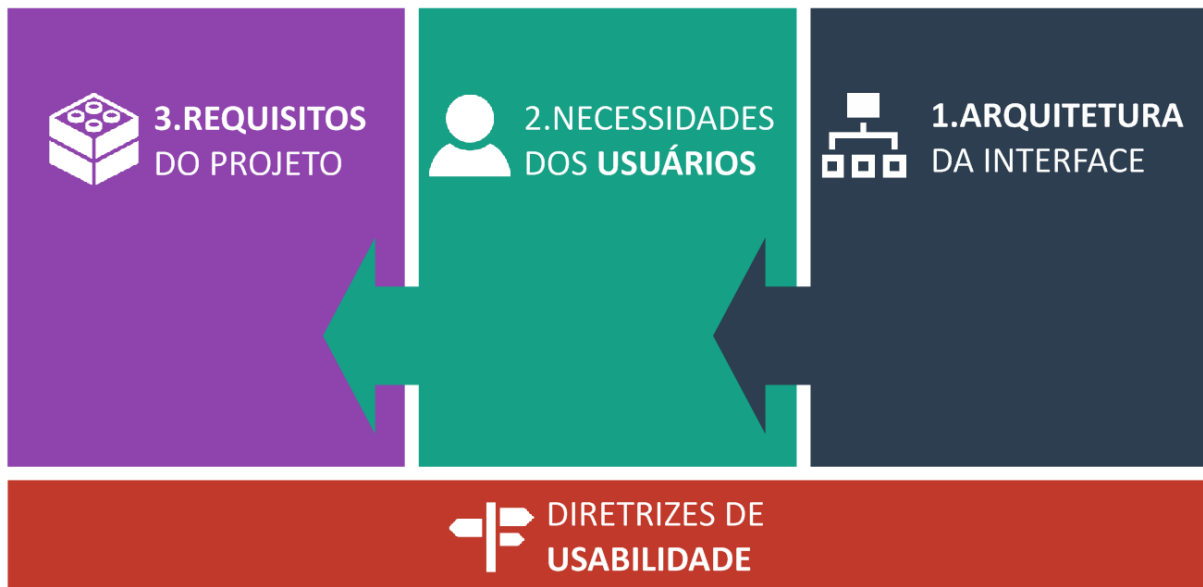 3.REQUISITOS
DO PROJETO
2.NECESSIDADES
DOS USUÁRIOS
1.ARQUITETURA
DA INTERFACE
DIRETRIZES DE
USABILIDADE